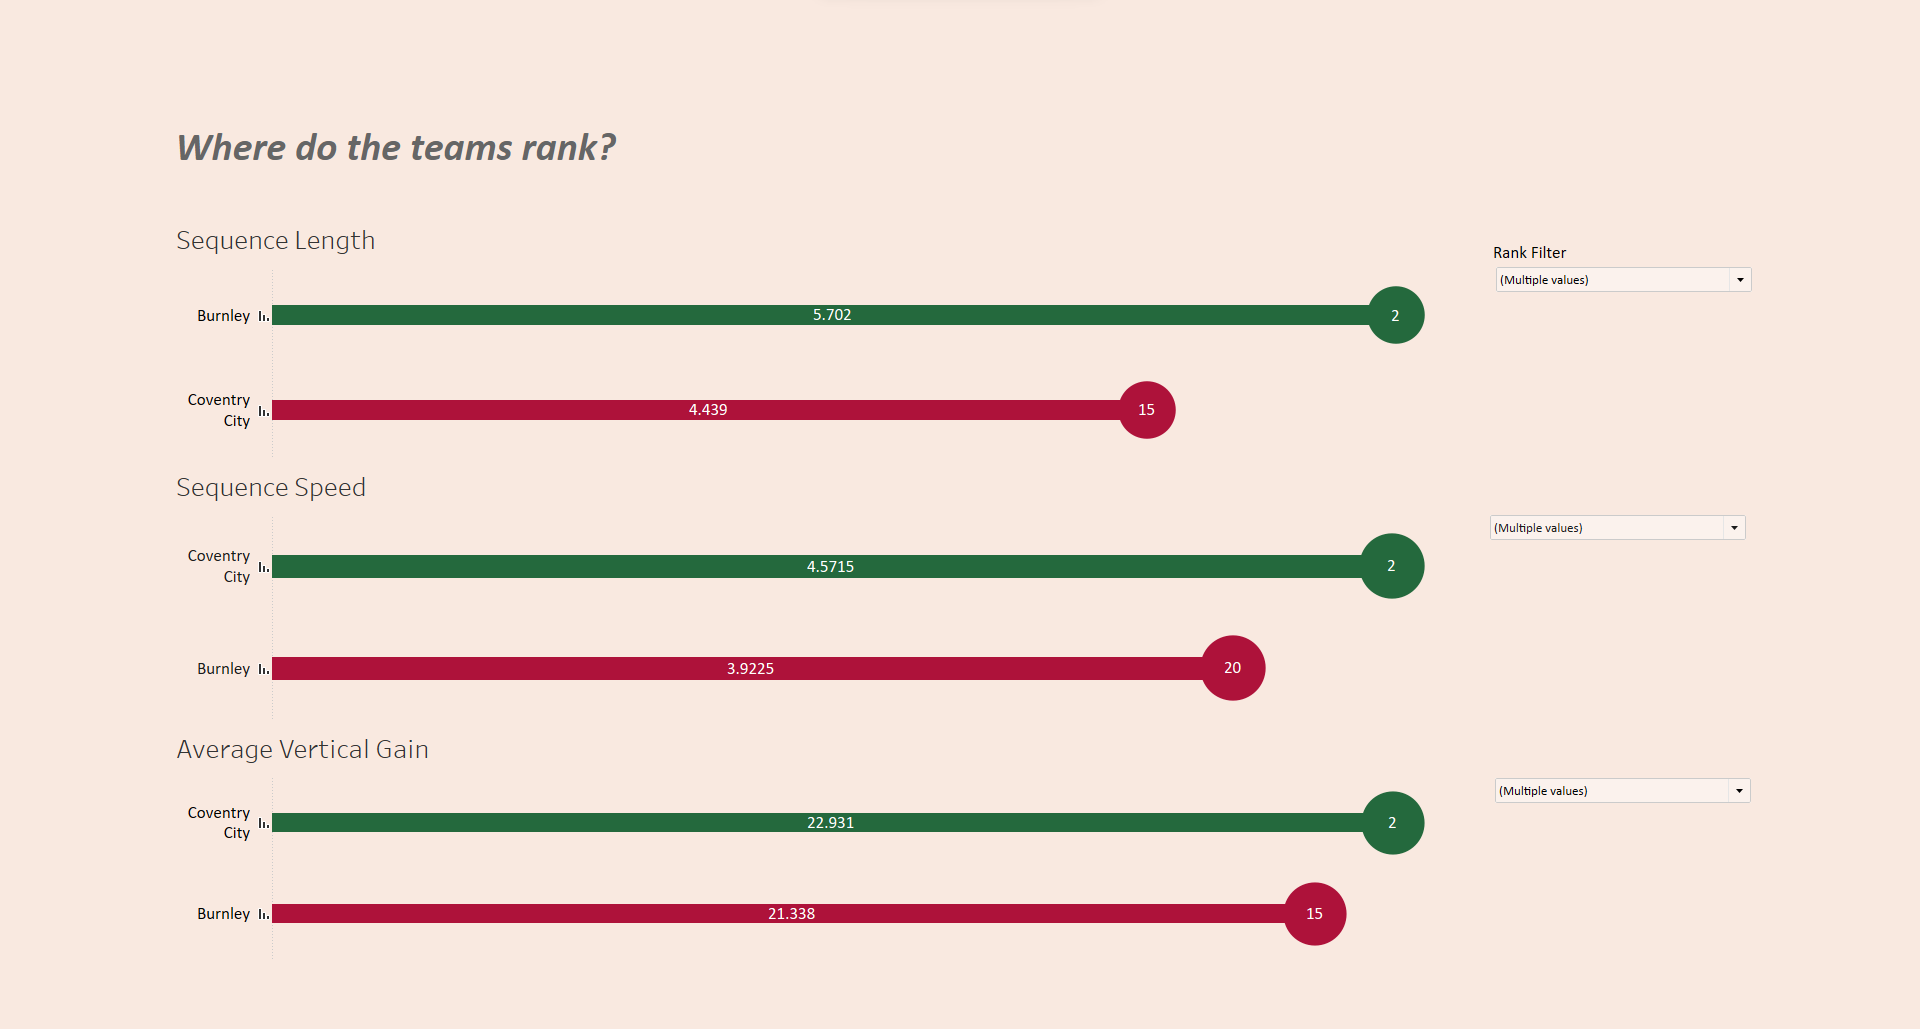 Where do the teams rank?
Sequence Length
Rank Filter
(Multiple values)
Burnley 5.702 2
Coventry
City 4.439 15
Sequence Speed
(Multiple values)
Coventry
City 4.5715 2
Burnley 3.9225 20
Average Vertical Gain
(Multiple values)
Coventry
City 22.931 2
Burnley 21.338 15